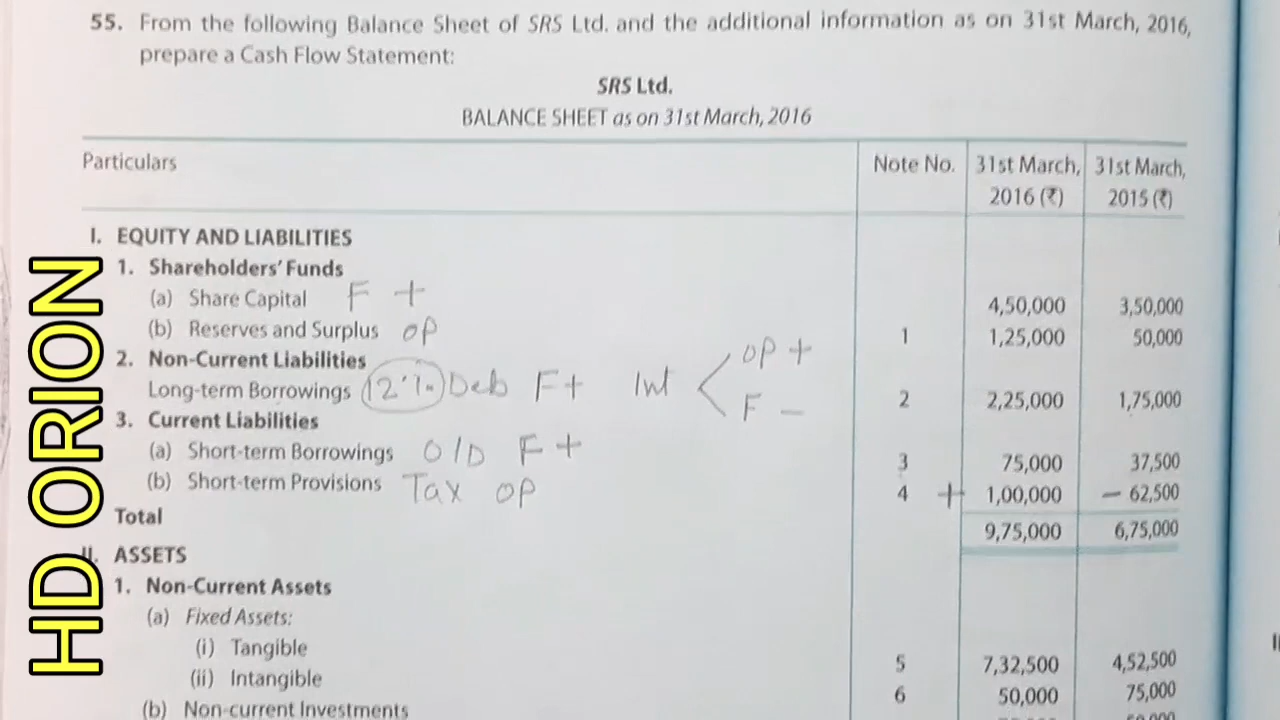 55. From the following Balance Sheet of SRS Ltd. and the additional information as on 31st March, 2016,
prepare a Cash Flow Statement:
SRS Ltd.
BALANCE SHEET as on 31st March, 2016
Particulars Note No. 31st March, 2016 (₹) 31st March, 2015 (₹)
I. EQUITY AND LIABILITIES
1. Shareholders' Funds
(a) Share Capital F + 4,50,000 3,50,000
(b) Reserves and Surplus OP 1 1,25,000 50,000
2. Non-Current Liabilities
Long-term Borrowings 12% Deb F+ Int < OP + F - 2 2,25,000 1,75,000
3. Current Liabilities
(a) Short-term Borrowings O/D F + 3 75,000 37,500
(b) Short-term Provisions Tax OP 4 + 1,00,000 - 62,500
Total 9,75,000 6,75,000
II. ASSETS
1. Non-Current Assets
(a) Fixed Assets:
(i) Tangible 5 7,32,500 4,52,500
(ii) Intangible 6 50,000 75,000
(b) Non-current Investments
HD ORION